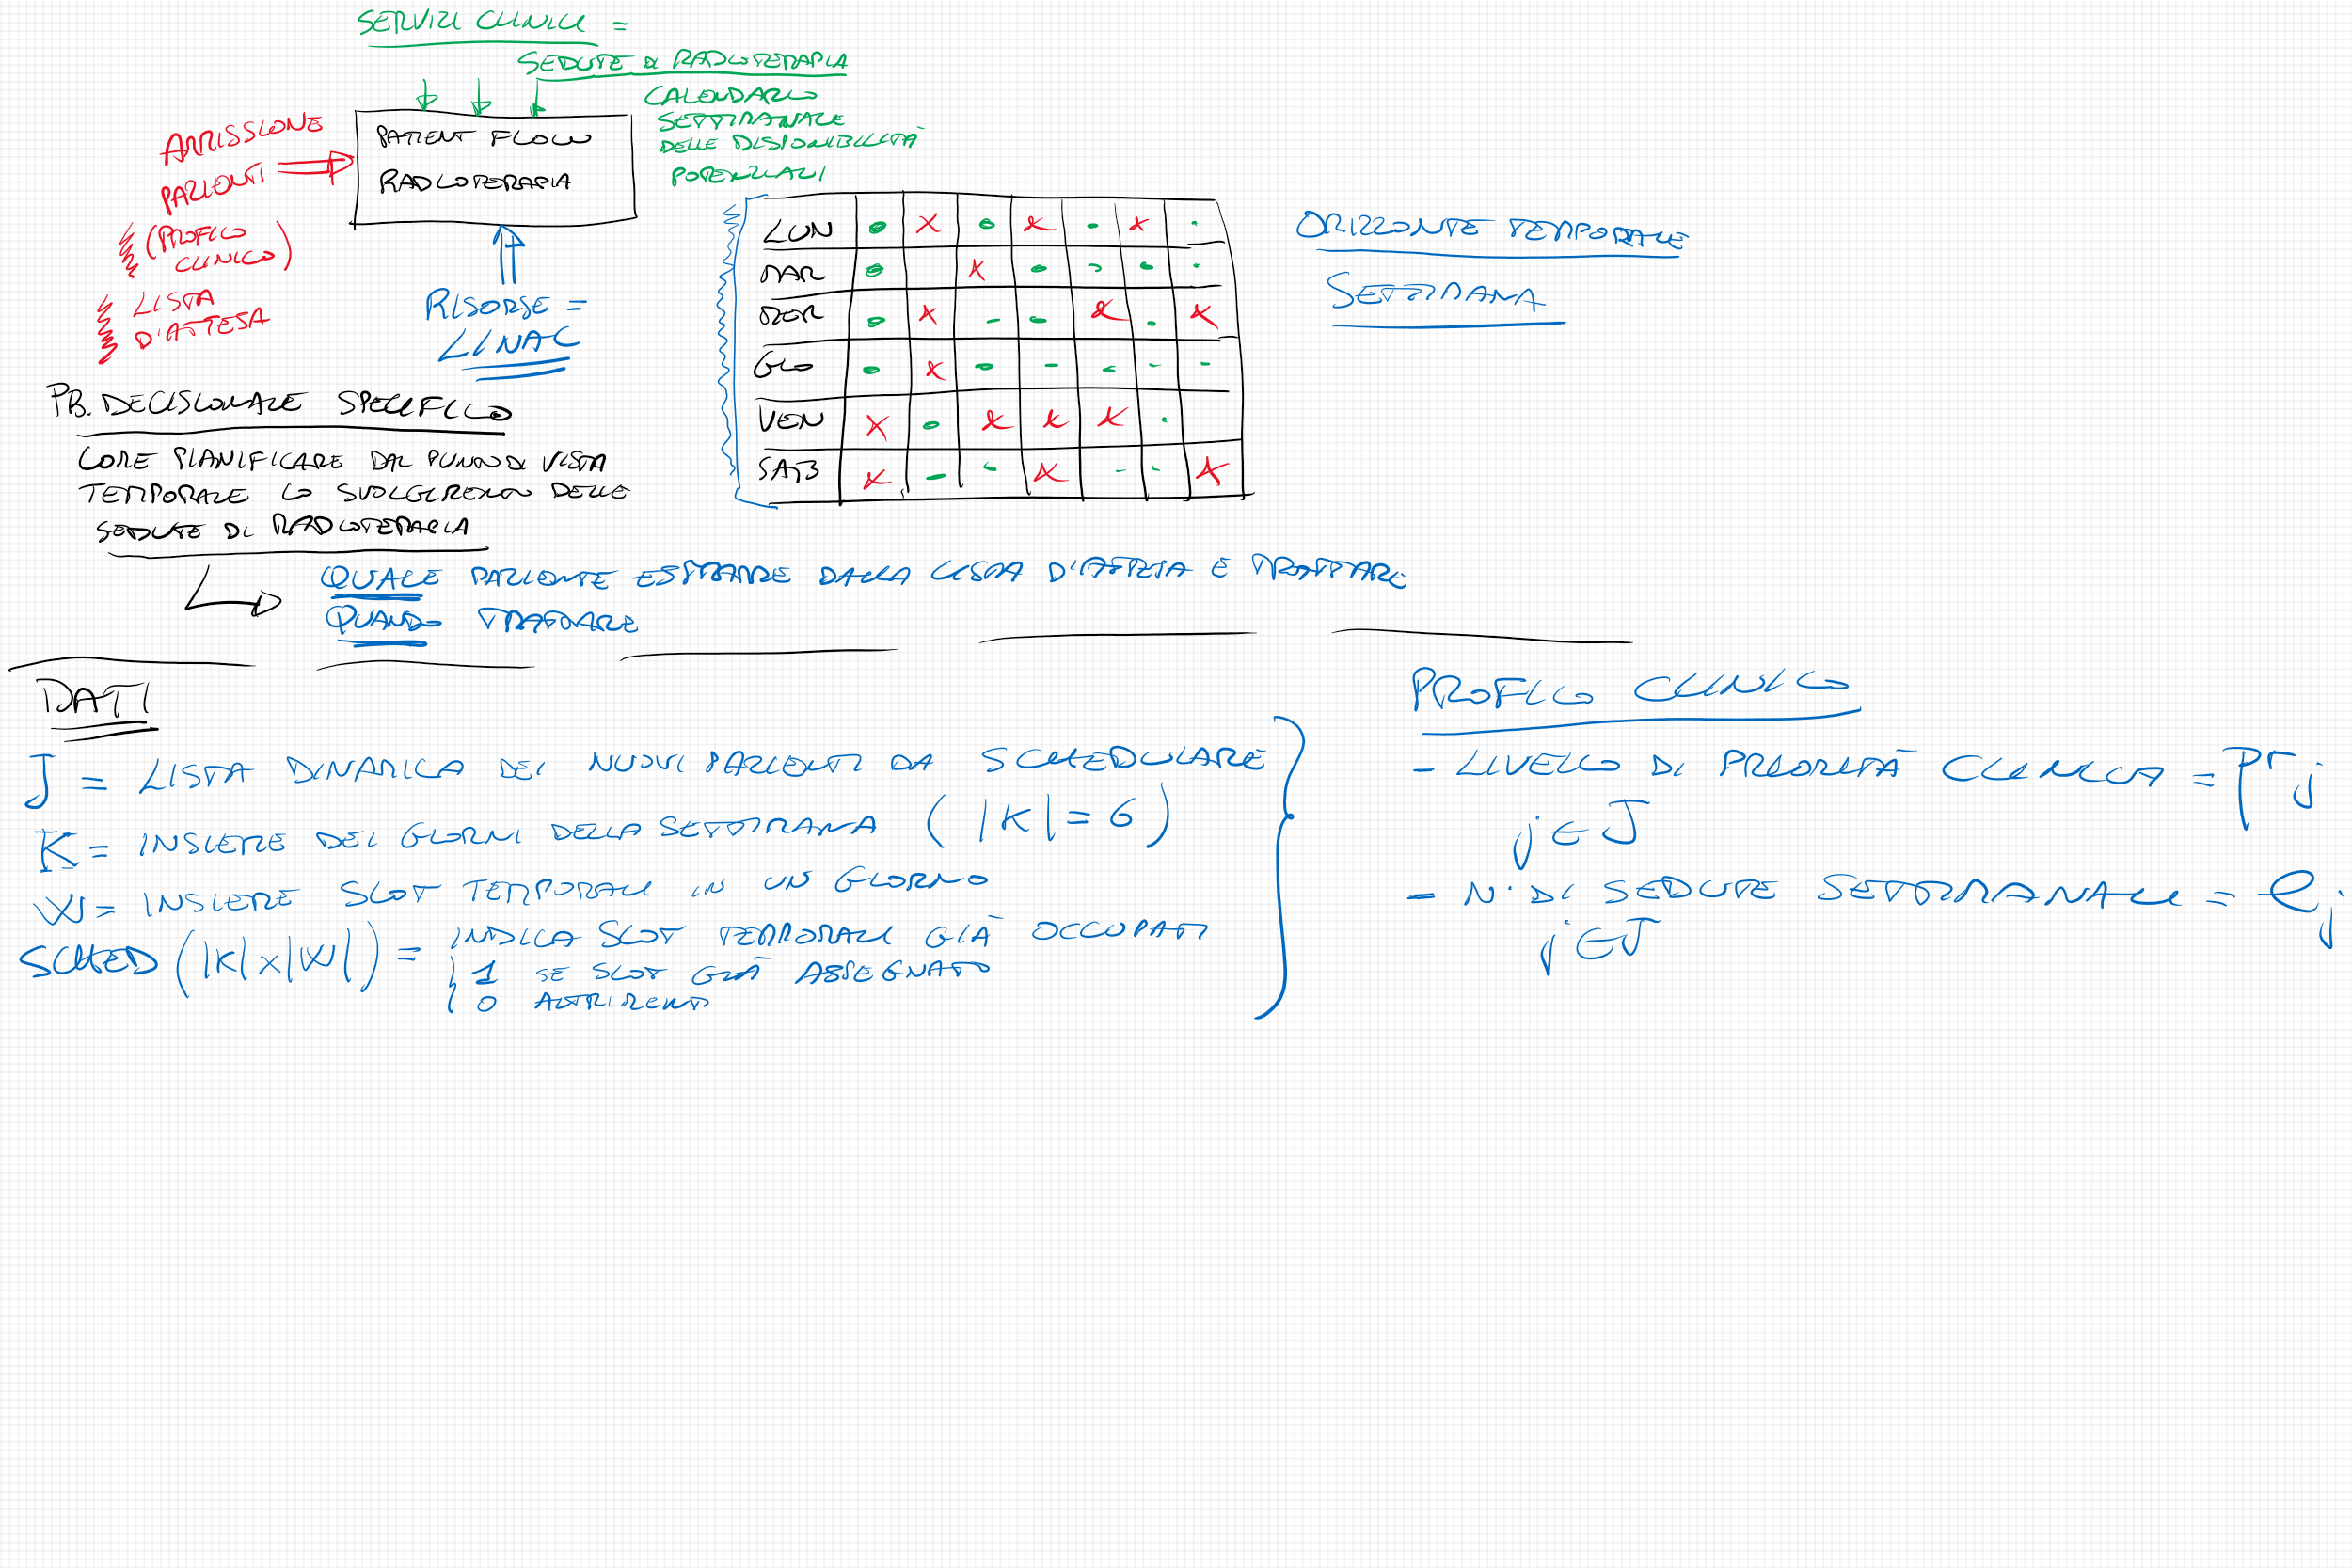 SERVIZI CLINICI =
SEDUTE DI RADIOTERAPIA
CALENDARIO
SETTIMANALE
DELLE DISPONIBILITÀ
POTENZIALI
AMMISSIONE
PAZIENTI
(PROFILO
CLINICO)
LISTA
D'ATTESA
PATIENT FLOW
RADIOTERAPIA
RISORSE =
LINAC
LUN
MAR
MER
GIO
VEN
SAB
ORIZZONTE TEMPORALE
SETTIMANA
PB. DECISIONALE SPECIFICO
COME PIANIFICARE DAL PUNTO DI VISTA
TEMPORALE LO SVOLGIMENTO DELLE
SEDUTE DI RADIOTERAPIA
QUALE PAZIENTE ESTRARRE DALLA LISTA D'ATTESA E TRATTARE
QUANDO TRATTARE
DATI
J = LISTA DINAMICA DEI NUOVI PAZIENTI DA SCHEDULARE
K = INSIEME DEI GIORNI DELLA SETTIMANA (|K| = 6)
W = INSIEME SLOT TEMPORALI IN UN GIORNO
SCHED (|K| x |W|) = INDICA SLOT TEMPORALI GIÀ OCCUPATI
1 SE SLOT GIÀ ASSEGNATO
0 ALTRIMENTI
PROFILO CLINICO
- LIVELLO DI PRIORITÀ CLINICA = Pr j
j ∈ J
- N. DI SEDUTE SETTIMANALI = e j
j ∈ J